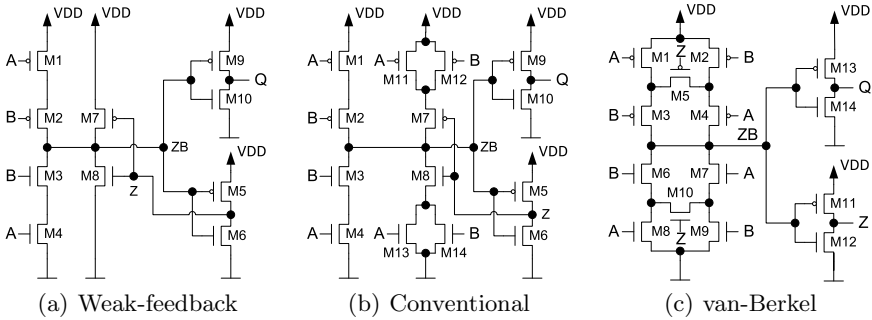 VDD VDD VDD
A M1 M9
Q
M10
B M2 M7
ZB
VDD
B M3 M8
Z
M5
A M4 M6
(a) Weak-feedback
VDD VDD VDD
A M1 A B M9
M11 M12
Q
M10
B M2 M7
ZB
VDD
B M3 M8
M5
Z
A M4 A B M6
M13 M14
(b) Conventional
VDD VDD
A M1 Z M2 B
M13
M5
Q
M14
B M3 M4 A
ZB
VDD
B M6 M7 A
M10
M11
Z
A M8 Z M9 B
M12
(c) van-Berkel